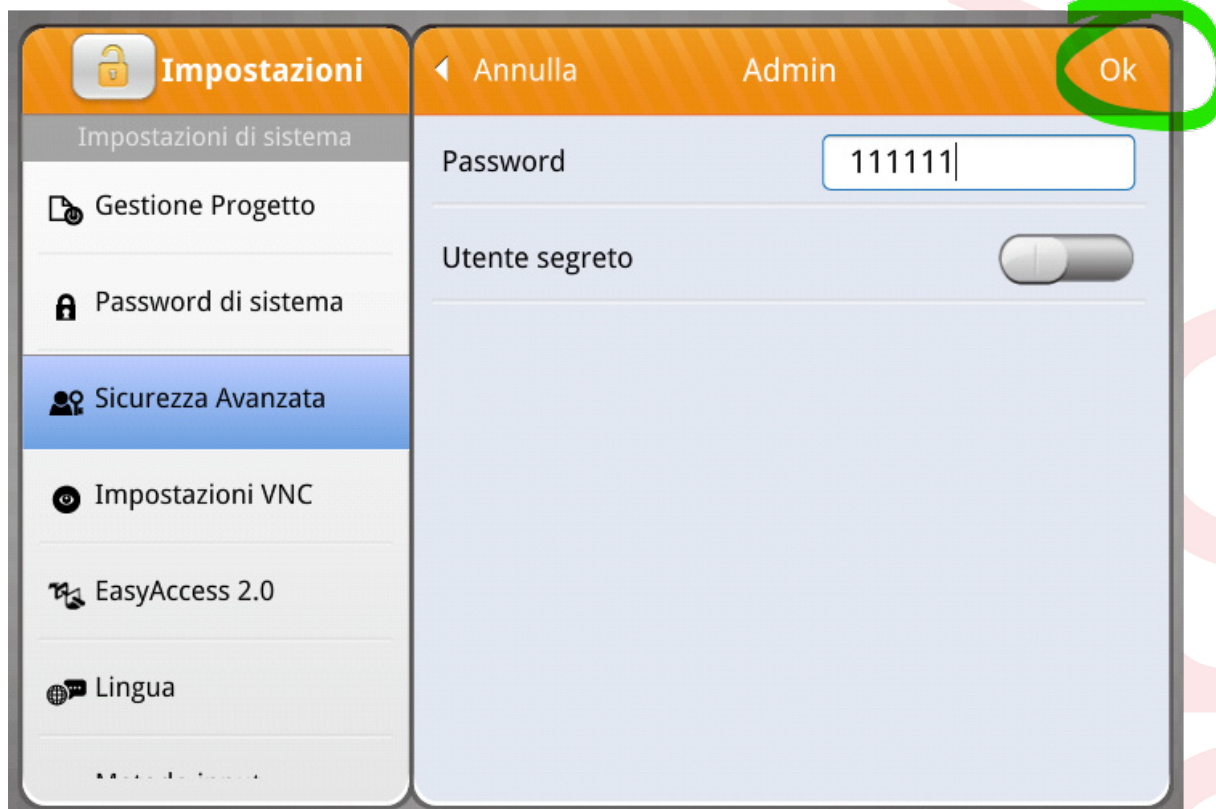 Impostazioni
Impostazioni di sistema
Gestione Progetto
Password di sistema
Sicurezza Avanzata
Impostazioni VNC
EasyAccess 2.0
Lingua
Annulla Admin Ok
Password 111111
Utente segreto